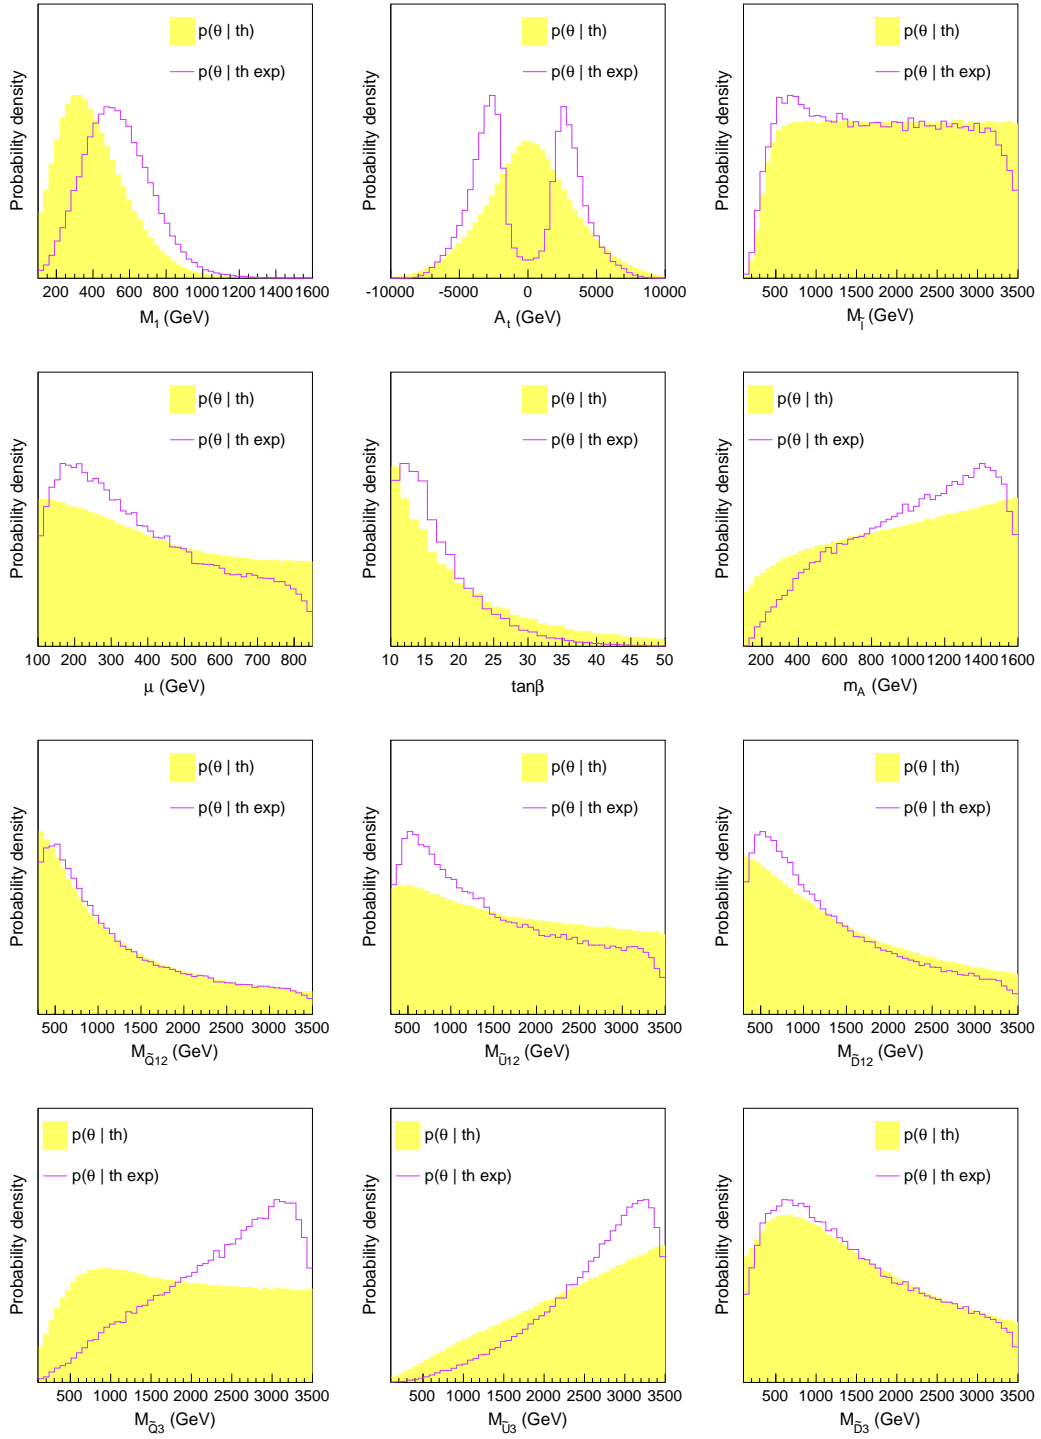 Probability density
p(θ | th)
p(θ | th exp)
200 400 600 800 1000 1200 1400 1600
M₁ (GeV)
Probability density
p(θ | th)
p(θ | th exp)
-10000 -5000 0 5000 10000
Aₜ (GeV)
Probability density
p(θ | th)
p(θ | th exp)
500 1000 1500 2000 2500 3000 3500
M_l̃ (GeV)
Probability density
p(θ | th)
p(θ | th exp)
100 200 300 400 500 600 700 800
μ (GeV)
Probability density
p(θ | th)
p(θ | th exp)
10 15 20 25 30 35 40 45 50
tanβ
Probability density
p(θ | th)
p(θ | th exp)
200 400 600 800 1000 1200 1400 1600
m_A (GeV)
Probability density
p(θ | th)
p(θ | th exp)
500 1000 1500 2000 2500 3000 3500
M_Q̃12 (GeV)
Probability density
p(θ | th)
p(θ | th exp)
500 1000 1500 2000 2500 3000 3500
M_Ũ12 (GeV)
Probability density
p(θ | th)
p(θ | th exp)
500 1000 1500 2000 2500 3000 3500
M_D̃12 (GeV)
Probability density
p(θ | th)
p(θ | th exp)
500 1000 1500 2000 2500 3000 3500
M_Q̃3 (GeV)
Probability density
p(θ | th)
p(θ | th exp)
500 1000 1500 2000 2500 3000 3500
M_Ũ3 (GeV)
Probability density
p(θ | th)
p(θ | th exp)
500 1000 1500 2000 2500 3000 3500
M_D̃3 (GeV)